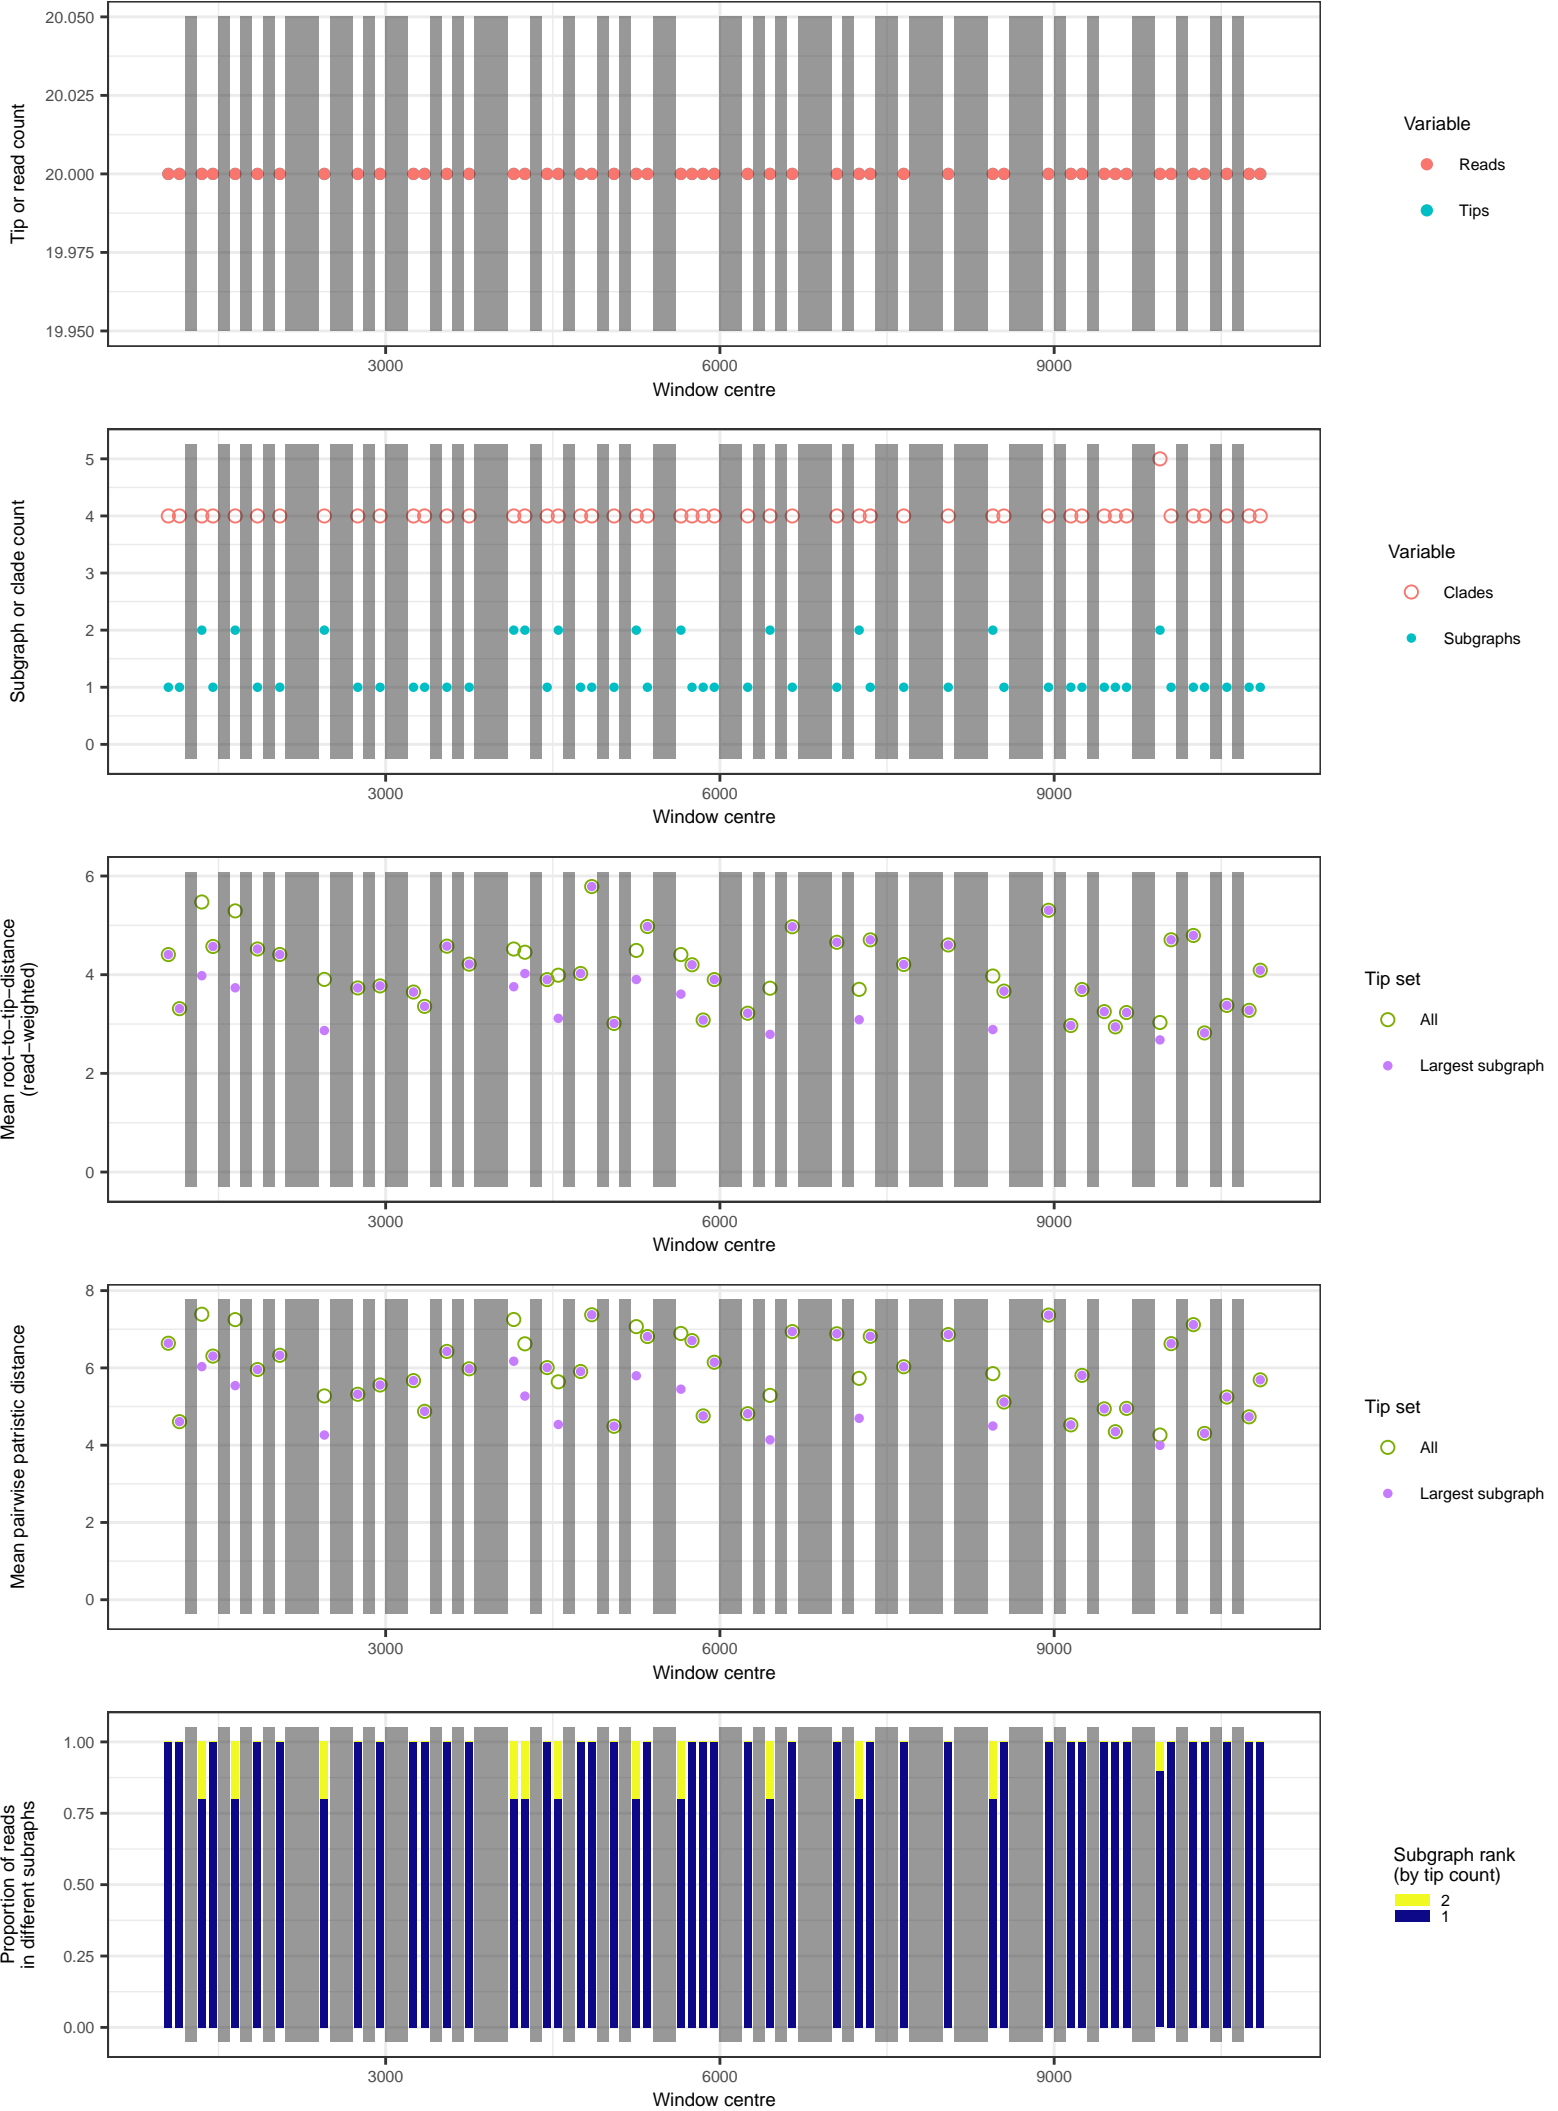 20.050
20.025
20.000
19.975
19.950
Tip or read count
3000
6000
9000
Window centre
Variable
Reads
Tips
5
4
3
2
1
0
Subgraph or clade count
3000
6000
9000
Window centre
Variable
Clades
Subgraphs
6
4
2
0
Mean root−to−tip−distance
(read−weighted)
3000
6000
9000
Window centre
Tip set
All
Largest subgraph
8
6
4
2
0
Mean pairwise patristic distance
3000
6000
9000
Window centre
Tip set
All
Largest subgraph
1.00
0.75
0.50
0.25
0.00
Proportion of reads
in different subraphs
3000
6000
9000
Window centre
Subgraph rank
(by tip count)
2
1